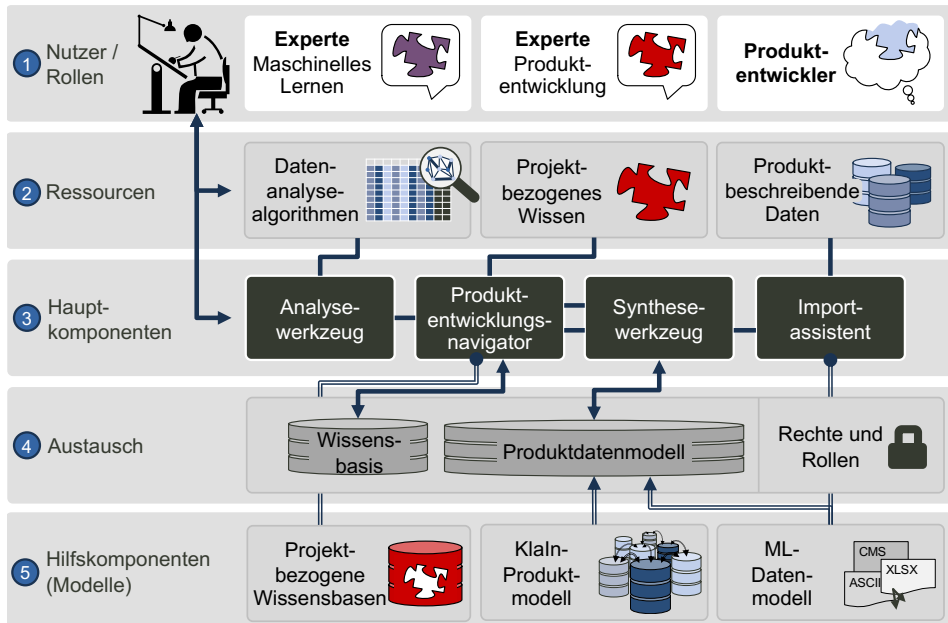 1
Nutzer /
Rollen
Experte
Maschinelles
Lernen
Experte
Produkt-
entwicklung
Produkt-
entwickler
2
Ressourcen
Daten-
analyse-
algorithmen
Projekt-
bezogenes
Wissen
Produkt-
beschreibende
Daten
3
Haupt-
komponenten
Analyse-
werkzeug
Produkt-
entwicklungs-
navigator
Synthese-
werkzeug
Import-
assistent
4
Austausch
Wissens-
basis
Produktdatenmodell
Rechte und
Rollen
5
Hilfskomponenten
(Modelle)
Projekt-
bezogene
Wissensbasen
KlaIn-
Produkt-
modell
ML-
Daten-
modell
CMS
XLSX
ASCII